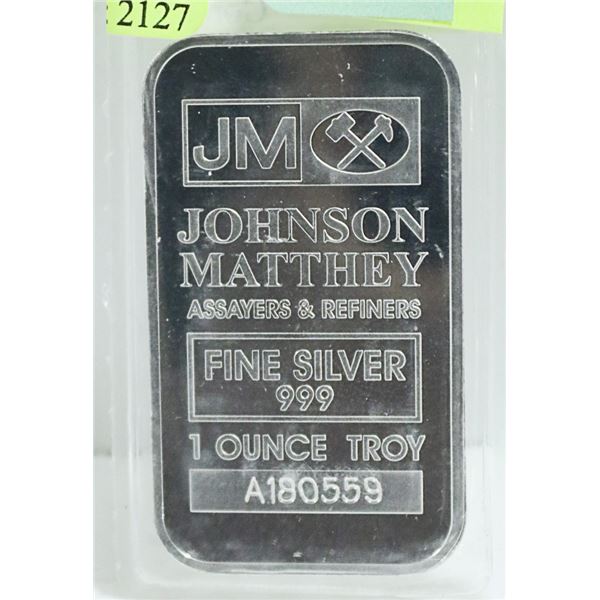 : 2127
JM
JOHNSON
MATTHEY
ASSAYERS & REFINERS
FINE SILVER
999
1 OUNCE TROY
A180559